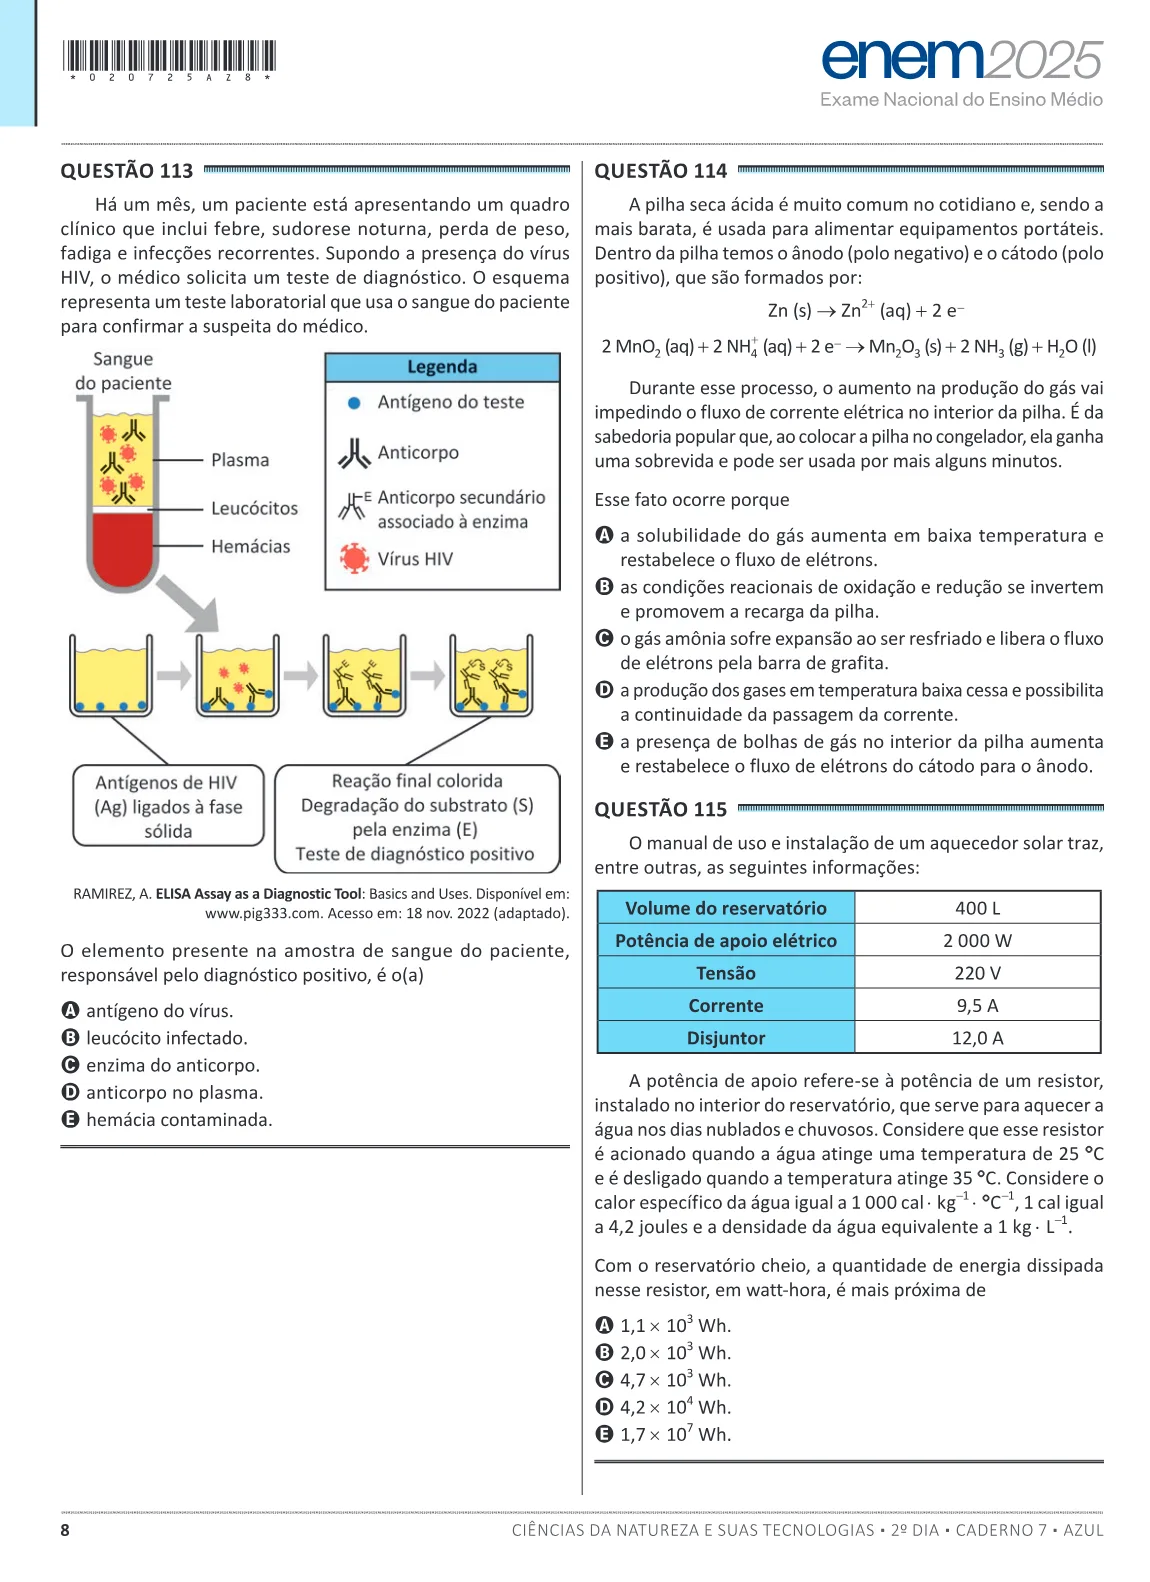 *020725AZ8*
enem2025
Exame Nacional do Ensino Médio
QUESTÃO 113
Há um mês, um paciente está apresentando um quadro
clínico que inclui febre, sudorese noturna, perda de peso,
fadiga e infecções recorrentes. Supondo a presença do vírus
HIV, o médico solicita um teste de diagnóstico. O esquema
representa um teste laboratorial que usa o sangue do paciente
para confirmar a suspeita do médico.
Sangue
do paciente
Plasma
Leucócitos
Hemácias
Legenda
Antígeno do teste
Anticorpo
E Anticorpo secundário
associado à enzima
Vírus HIV
E E E S S
Antígenos de HIV
(Ag) ligados à fase
sólida
Reação final colorida
Degradação do substrato (S)
pela enzima (E)
Teste de diagnóstico positivo
RAMIREZ, A. ELISA Assay as a Diagnostic Tool: Basics and Uses. Disponível em:
www.pig333.com. Acesso em: 18 nov. 2022 (adaptado).
O elemento presente na amostra de sangue do paciente,
responsável pelo diagnóstico positivo, é o(a)
A antígeno do vírus.
B leucócito infectado.
C enzima do anticorpo.
D anticorpo no plasma.
E hemácia contaminada.
QUESTÃO 114
A pilha seca ácida é muito comum no cotidiano e, sendo a
mais barata, é usada para alimentar equipamentos portáteis.
Dentro da pilha temos o ânodo (polo negativo) e o cátodo (polo
positivo), que são formados por:
Zn (s) → Zn²⁺ (aq) + 2 e⁻
2 MnO₂ (aq) + 2 NH₄⁺ (aq) + 2 e⁻ → Mn₂O₃ (s) + 2 NH₃ (g) + H₂O (l)
Durante esse processo, o aumento na produção do gás vai
impedindo o fluxo de corrente elétrica no interior da pilha. É da
sabedoria popular que, ao colocar a pilha no congelador, ela ganha
uma sobrevida e pode ser usada por mais alguns minutos.
Esse fato ocorre porque
A a solubilidade do gás aumenta em baixa temperatura e
restabelece o fluxo de elétrons.
B as condições reacionais de oxidação e redução se invertem
e promovem a recarga da pilha.
C o gás amônia sofre expansão ao ser resfriado e libera o fluxo
de elétrons pela barra de grafita.
D a produção dos gases em temperatura baixa cessa e possibilita
a continuidade da passagem da corrente.
E a presença de bolhas de gás no interior da pilha aumenta
e restabelece o fluxo de elétrons do cátodo para o ânodo.
QUESTÃO 115
O manual de uso e instalação de um aquecedor solar traz,
entre outras, as seguintes informações:
Volume do reservatório 400 L
Potência de apoio elétrico 2 000 W
Tensão 220 V
Corrente 9,5 A
Disjuntor 12,0 A
A potência de apoio refere-se à potência de um resistor,
instalado no interior do reservatório, que serve para aquecer a
água nos dias nublados e chuvosos. Considere que esse resistor
é acionado quando a água atinge uma temperatura de 25 °C
e é desligado quando a temperatura atinge 35 °C. Considere o
calor específico da água igual a 1 000 cal · kg⁻¹ · °C⁻¹, 1 cal igual
a 4,2 joules e a densidade da água equivalente a 1 kg · L⁻¹.
Com o reservatório cheio, a quantidade de energia dissipada
nesse resistor, em watt-hora, é mais próxima de
A 1,1 × 10³ Wh.
B 2,0 × 10³ Wh.
C 4,7 × 10³ Wh.
D 4,2 × 10⁴ Wh.
E 1,7 × 10⁷ Wh.
8
CIÊNCIAS DA NATUREZA E SUAS TECNOLOGIAS • 2º DIA • CADERNO 7 • AZUL